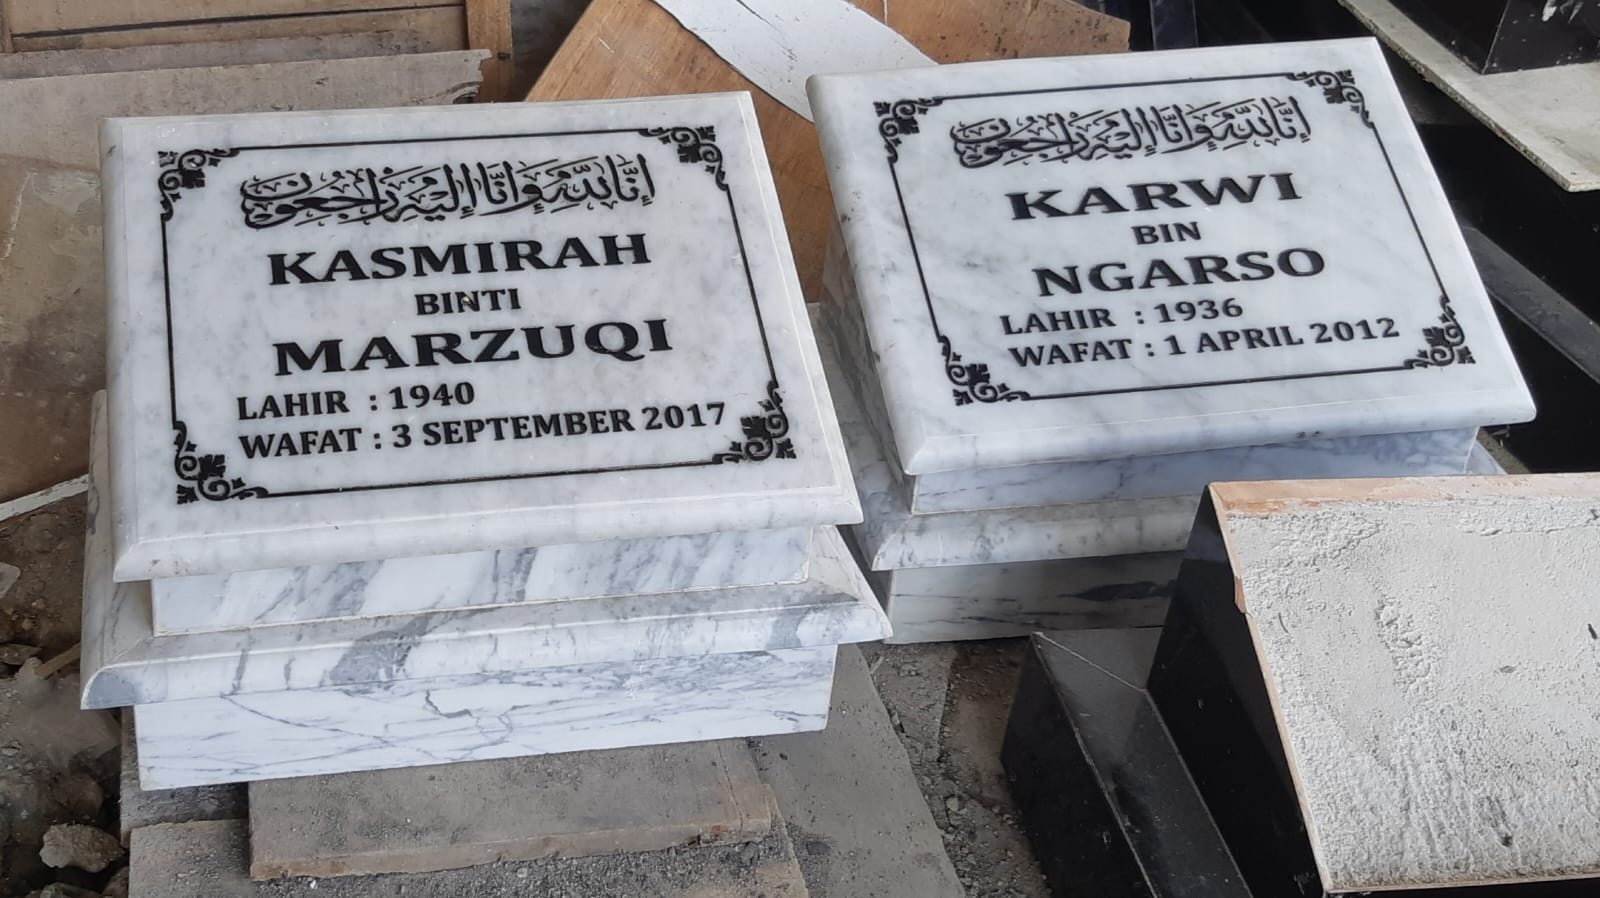 إنا لله وإنا إليه راجعون
KASMIRAH
BINTI
MARZUQI
LAHIR : 1940
WAFAT : 3 SEPTEMBER 2017
إنا لله وإنا إليه راجعون
KARWI
BIN
NGARSO
LAHIR : 1936
WAFAT : 1 APRIL 2012